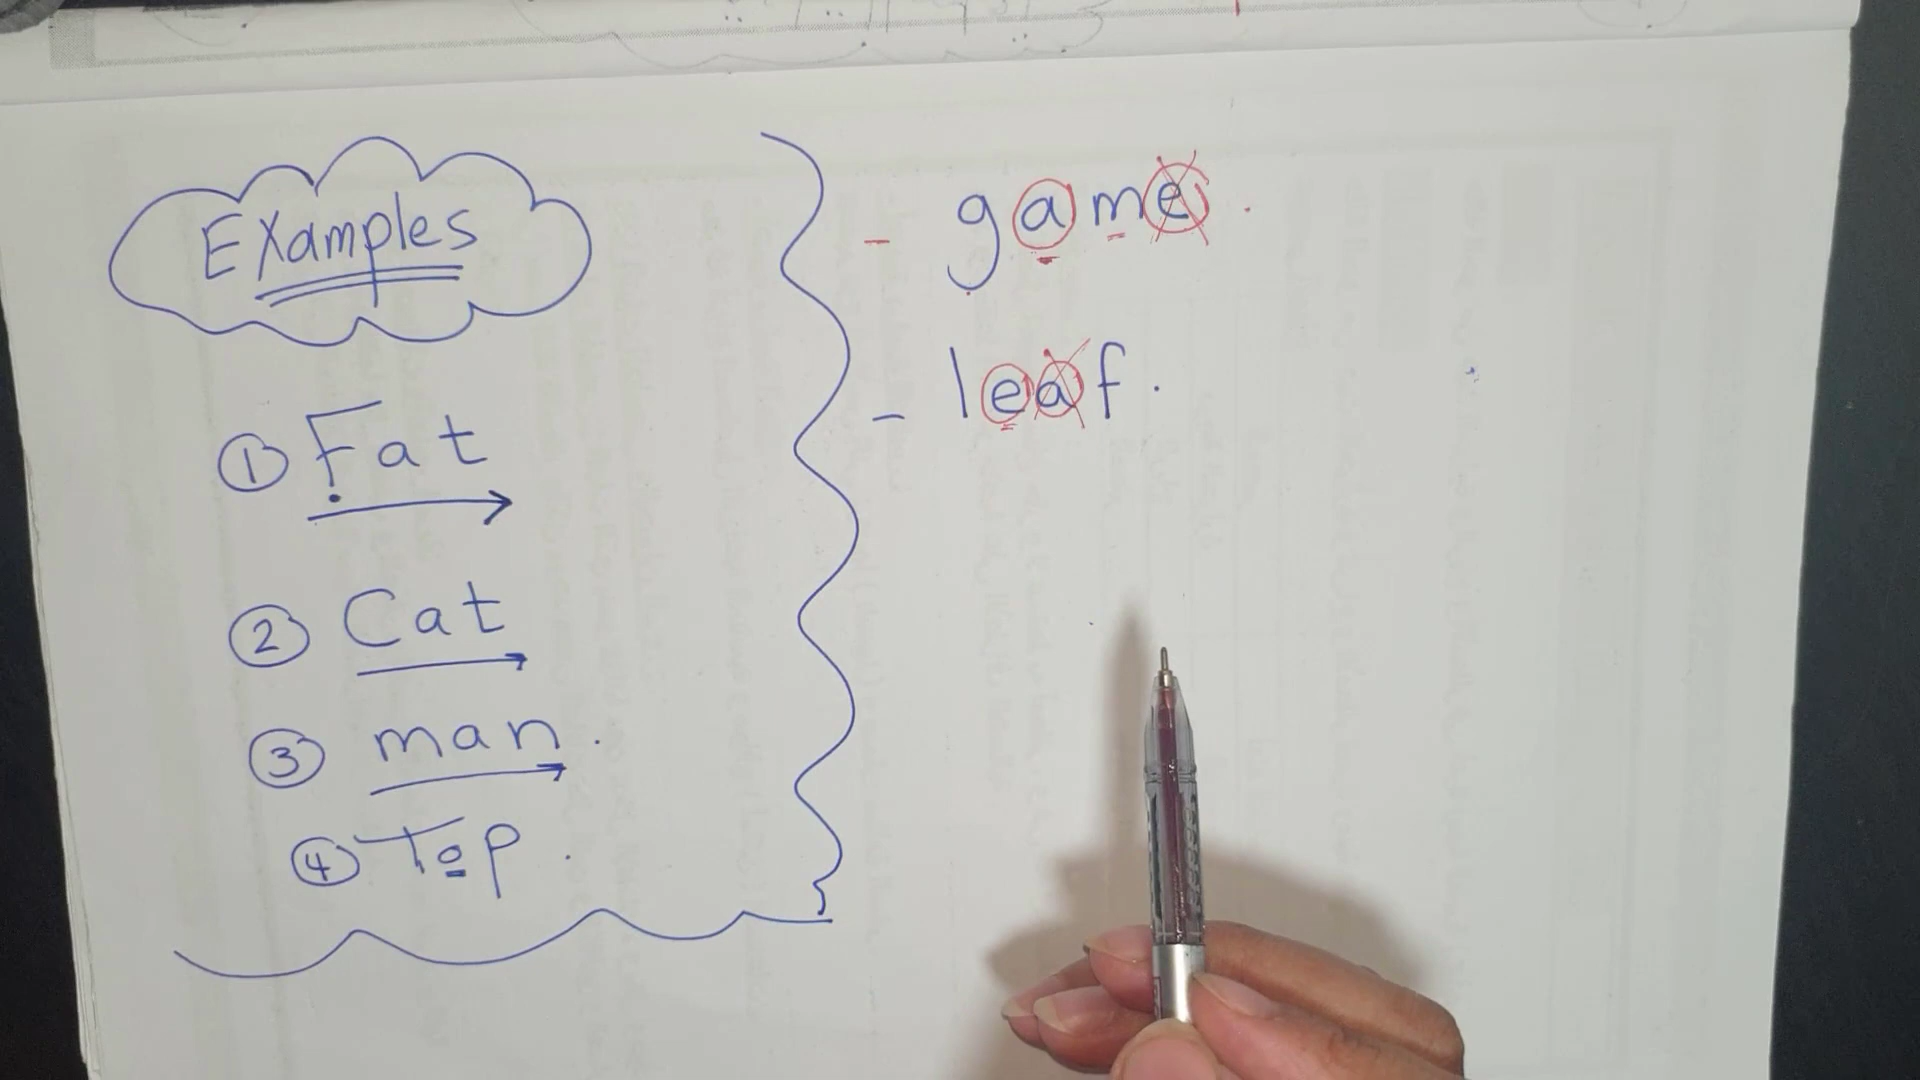 Examples
① Fat
② Cat
③ man.
④ Top.
- game.
- leaf.